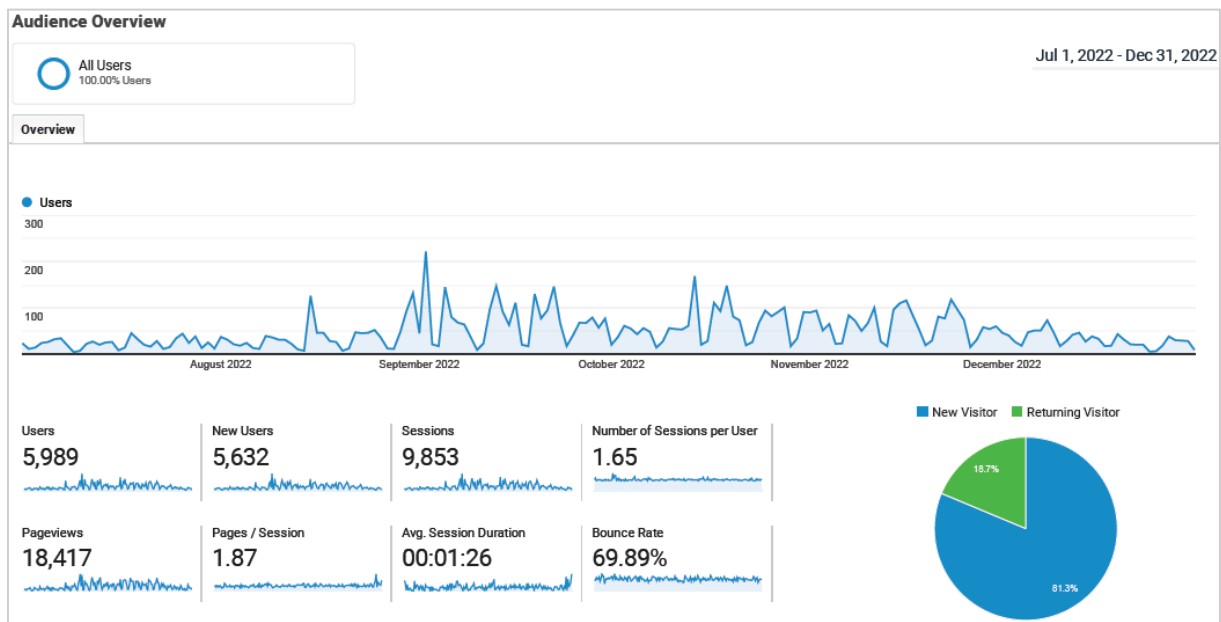 Audience Overview
All Users
100.00% Users
Jul 1, 2022 - Dec 31, 2022
Overview
Users
300
200
100
August 2022 September 2022 October 2022 November 2022 December 2022
New Visitor Returning Visitor
Users New Users Sessions Number of Sessions per User
5,989 5,632 9,853 1.65
18.7%
Pageviews Pages / Session Avg. Session Duration Bounce Rate
18,417 1.87 00:01:26 69.89%
81.3%